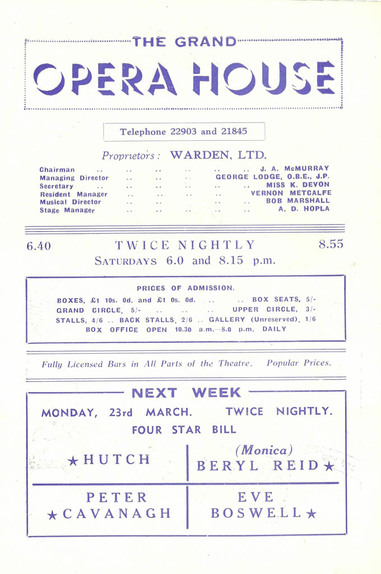 THE GRAND
OPERA HOUSE
Telephone 22903 and 21845
Proprietors: WARDEN, LTD.
Chairman .. .. .. .. .. .. J. A. McMURRAY
Managing Director .. .. .. GEORGE LODGE, O.B.E., J.P.
Secretary .. .. .. .. .. MISS K. DEVON
Resident Manager .. .. .. .. VERNON METCALFE
Musical Director .. .. .. .. .. BOB MARSHALL
Stage Manager .. .. .. .. .. A. D. HOPLA
6.40 TWICE NIGHTLY 8.55
SATURDAYS 6.0 and 8.15 p.m.
PRICES OF ADMISSION.
BOXES, £1 10s. 0d. and £1 0s. 0d. .. .. BOX SEATS, 5/-
GRAND CIRCLE, 5/- .. .. .. .. UPPER CIRCLE, 3/-
STALLS, 4/6 .. BACK STALLS, 2/6 .. GALLERY (Unreserved), 1/6
BOX OFFICE OPEN 10.30 a.m.-8.0 p.m. DAILY
Fully Licensed Bars in All Parts of the Theatre. Popular Prices.
NEXT WEEK
MONDAY, 23rd MARCH. TWICE NIGHTLY.
FOUR STAR BILL
★HUTCH
(Monica)
BERYL REID★
PETER
★CAVANAGH
EVE
BOSWELL★